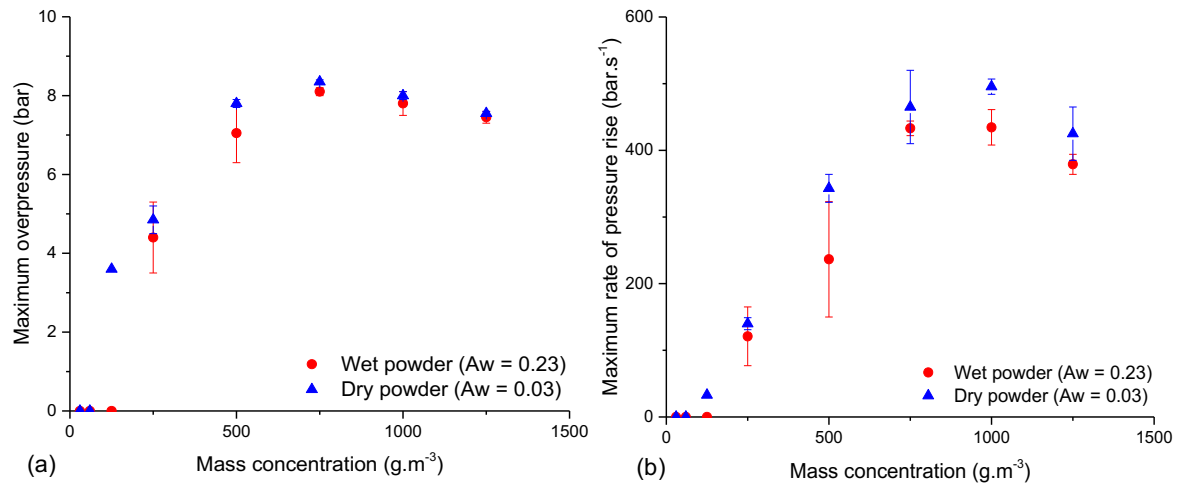 10
8
6
4
2
0
0
500
1000
1500
Maximum overpressure (bar)
Wet powder (Aw = 0.23)
Dry powder (Aw = 0.03)
Mass concentration (g.m⁻³)
(a)
600
400
200
0
0
500
1000
1500
Maximum rate of pressure rise (bar.s⁻¹)
Wet powder (Aw = 0.23)
Dry powder (Aw = 0.03)
Mass concentration (g.m⁻³)
(b)